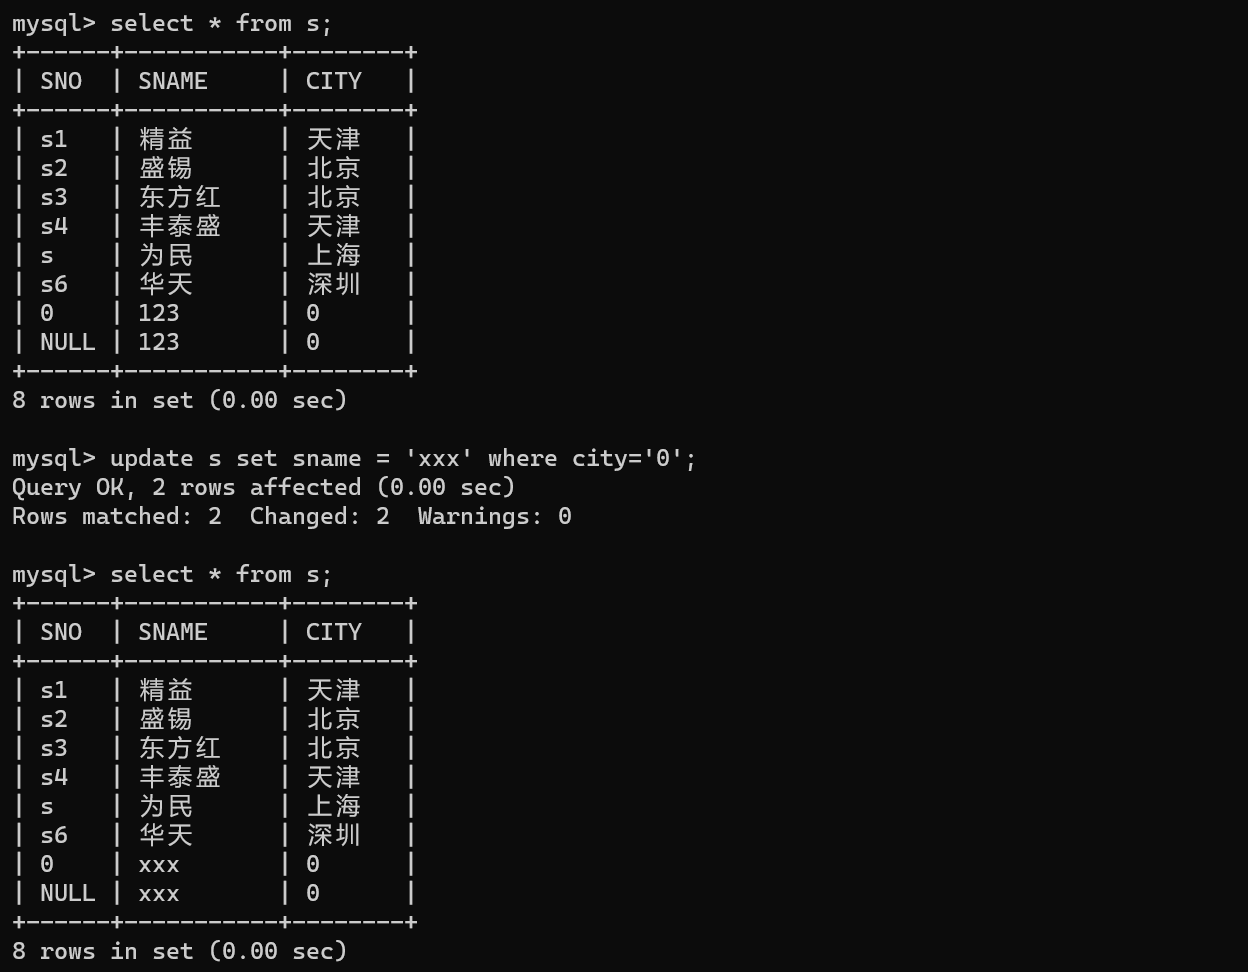 mysql> select * from s;
+------+-----------+--------+
| SNO  | SNAME     | CITY   |
+------+-----------+--------+
| s1   | 精益      | 天津   |
| s2   | 盛锡      | 北京   |
| s3   | 东方红    | 北京   |
| s4   | 丰泰盛    | 天津   |
| s    | 为民      | 上海   |
| s6   | 华天      | 深圳   |
| 0    | 123       | 0      |
| NULL | 123       | 0      |
+------+-----------+--------+
8 rows in set (0.00 sec)

mysql> update s set sname = 'xxx' where city='0';
Query OK, 2 rows affected (0.00 sec)
Rows matched: 2  Changed: 2  Warnings: 0

mysql> select * from s;
+------+-----------+--------+
| SNO  | SNAME     | CITY   |
+------+-----------+--------+
| s1   | 精益      | 天津   |
| s2   | 盛锡      | 北京   |
| s3   | 东方红    | 北京   |
| s4   | 丰泰盛    | 天津   |
| s    | 为民      | 上海   |
| s6   | 华天      | 深圳   |
| 0    | xxx       | 0      |
| NULL | xxx       | 0      |
+------+-----------+--------+
8 rows in set (0.00 sec)